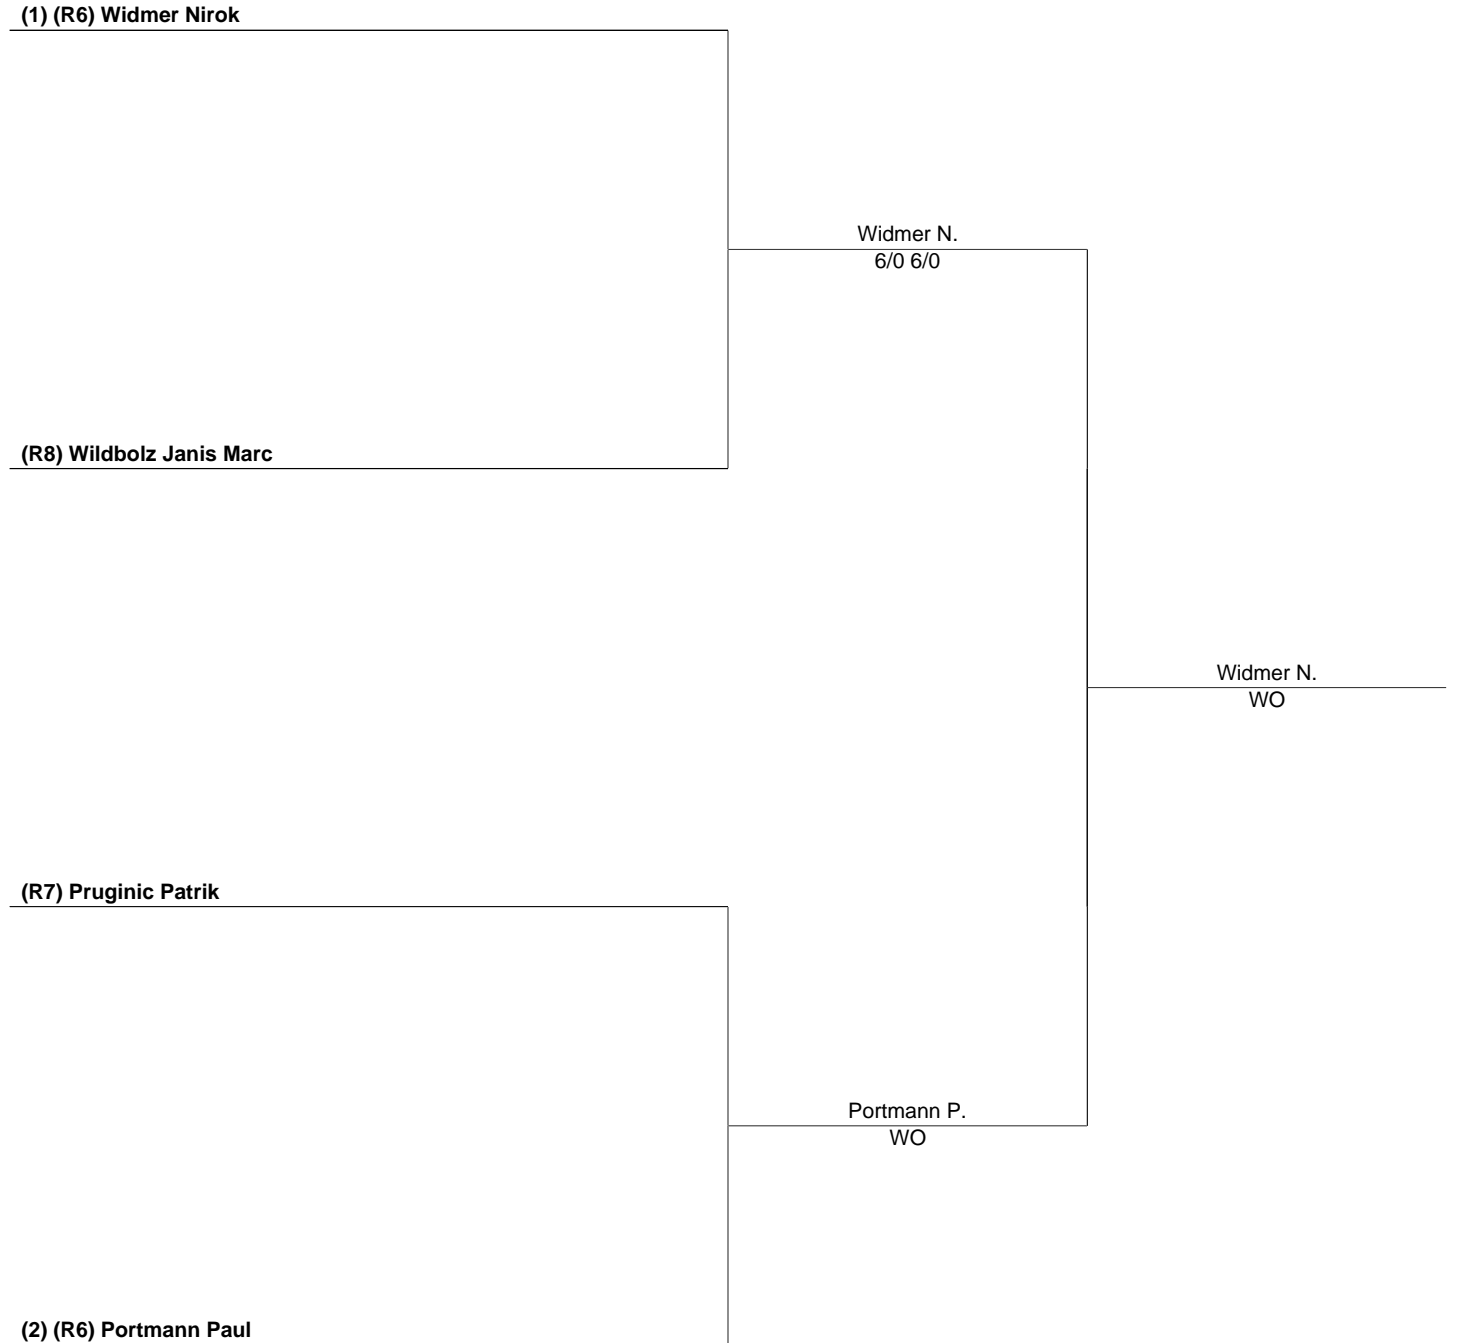 (1) (R6) Widmer Nirok
Widmer N.
6/0 6/0
(R8) Wildbolz Janis Marc
Widmer N.
WO
(R7) Pruginic Patrik
Portmann P.
WO
(2) (R6) Portmann Paul